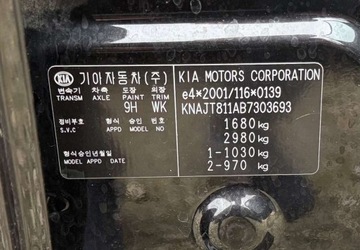 KIA 기아자동차(주)
변속기 차축 도장 외장
TRANSM AXLE PAINT TRIM
9H WK
정비부호 형식 승인 번호
S.V.C APPD MODEL NO
형식승인년월일
MODEL APPD DATE
KIA MOTORS CORPORATION
e4*2001/116*0139
KNAJT811AB7303693
1680 kg
2980 kg
1-1030 kg
2-970 kg